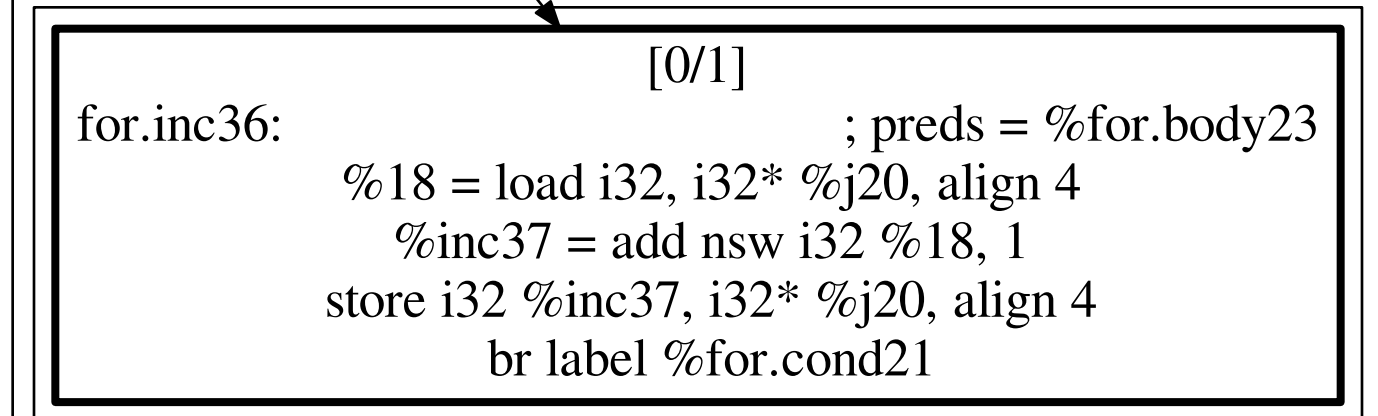 [0/1]
for.inc36: ; preds = %for.body23
%18 = load i32, i32* %j20, align 4
%inc37 = add nsw i32 %18, 1
store i32 %inc37, i32* %j20, align 4
br label %for.cond21